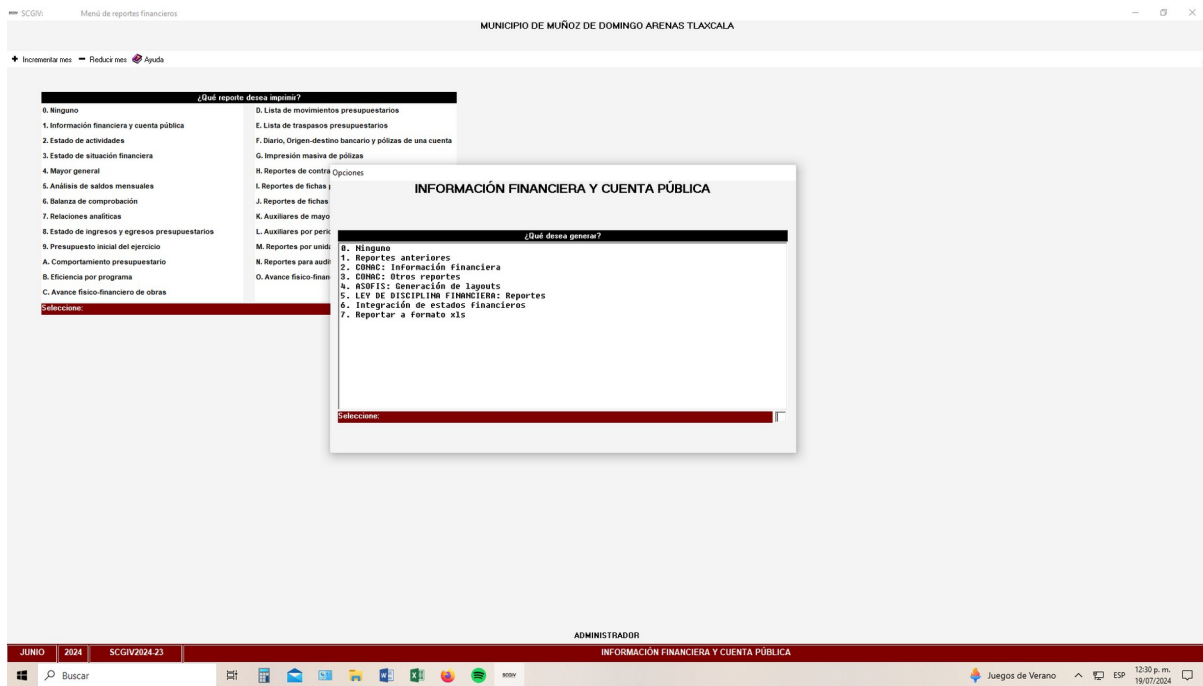 SCGIV: Menú de reportes financieros
MUNICIPIO DE MUÑOZ DE DOMINGO ARENAS TLAXCALA
Incrementar mes Reducir mes Ayuda
¿Qué reporte desea imprimir?
0. Ninguno
1. Información financiera y cuenta pública
2. Estado de actividades
3. Estado de situación financiera
4. Mayor general
5. Análisis de saldos mensuales
6. Balanza de comprobación
7. Relaciones analíticas
8. Estado de ingresos y egresos presupuestarios
9. Presupuesto inicial del ejercicio
A. Comportamiento presupuestario
B. Eficiencia por programa
C. Avance físico-financiero de obras
D. Lista de movimientos presupuestarios
E. Lista de traspasos presupuestarios
F. Diario, Origen-destino bancario y pólizas de una cuenta
G. Impresión masiva de pólizas
H. Reportes de contra
I. Reportes de fichas
J. Reportes de fichas
K. Auxiliares de mayo
L. Auxiliares por peri
M. Reportes por unid
N. Reportes para audi
O. Avance físico-finan
Seleccione:
Opciones
INFORMACIÓN FINANCIERA Y CUENTA PÚBLICA
¿Qué desea generar?
0. Ninguno
1. Reportes anteriores
2. CONAC: Información financiera
3. CONAC: Otros reportes
4. ASOFIS: Generación de layouts
5. LEY DE DISCIPLINA FINANCIERA: Reportes
6. Integración de estados financieros
7. Reportar a formato xls
Seleccione:
ADMINISTRADOR
JUNIO 2024 SCGIV2024-23 INFORMACIÓN FINANCIERA Y CUENTA PÚBLICA
Buscar
SCGIV
Juegos de Verano
ESP
12:30 p. m.
19/07/2024